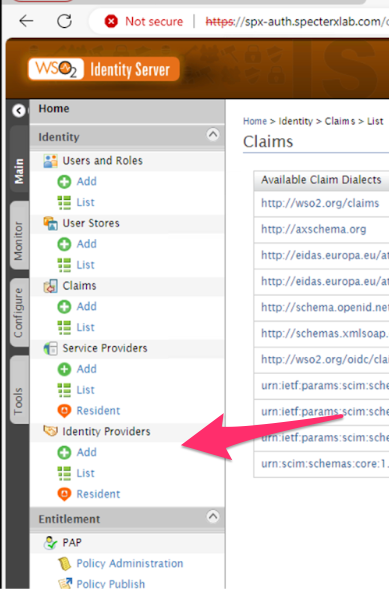 Not secure https://spx-auth.specterxlab.com/
WSO2 Identity Server
Home
Identity
Users and Roles
Add
List
User Stores
Add
List
Claims
Add
List
Service Providers
Add
List
Resident
Identity Providers
Add
List
Resident
Entitlement
PAP
Policy Administration
Policy Publish
Main
Monitor
Configure
Tools
Home > Identity > Claims > List
Claims
Available Claim Dialects
http://wso2.org/claims
http://axschema.org
http://eidas.europa.eu/at
http://eidas.europa.eu/at
http://schema.openid.net
http://schemas.xmlsoap.
http://wso2.org/oidc/clai
urn:ietf:params:scim:sche
urn:ietf:params:scim:sche
urn:ietf:params:scim:sche
urn:scim:schemas:core:1.